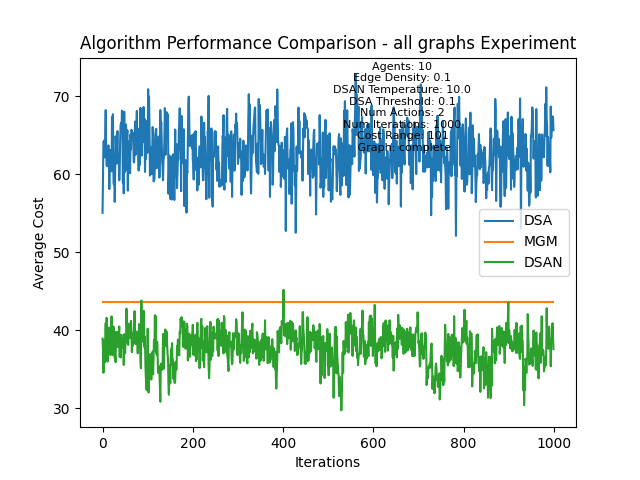 Algorithm Performance Comparison - all graphs Experiment
Agents: 10
Edge Density: 0.1
DSAN Temperature: 10.0
DSA Threshold: 0.1
Num Actions: 2
Num Iterations: 1000
Cost Range: 101
Graph: complete
70
60
50
40
30
Average Cost
DSA
MGM
DSAN
0
200
400
600
800
1000
Iterations